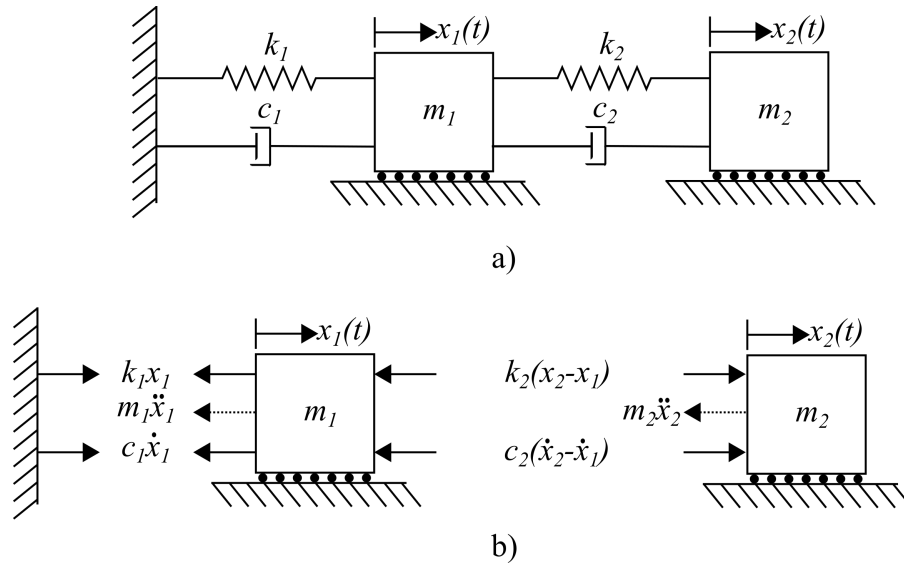 x₁(t) x₂(t)
k₁ k₂
c₁ m₁ c₂ m₂
a)
x₁(t) x₂(t)
k₁x₁ k₂(x₂-x₁)
m₁ẍ₁ m₁ m₂ẍ₂ m₂
c₁ẋ₁ c₂(ẋ₂-ẋ₁)
b)